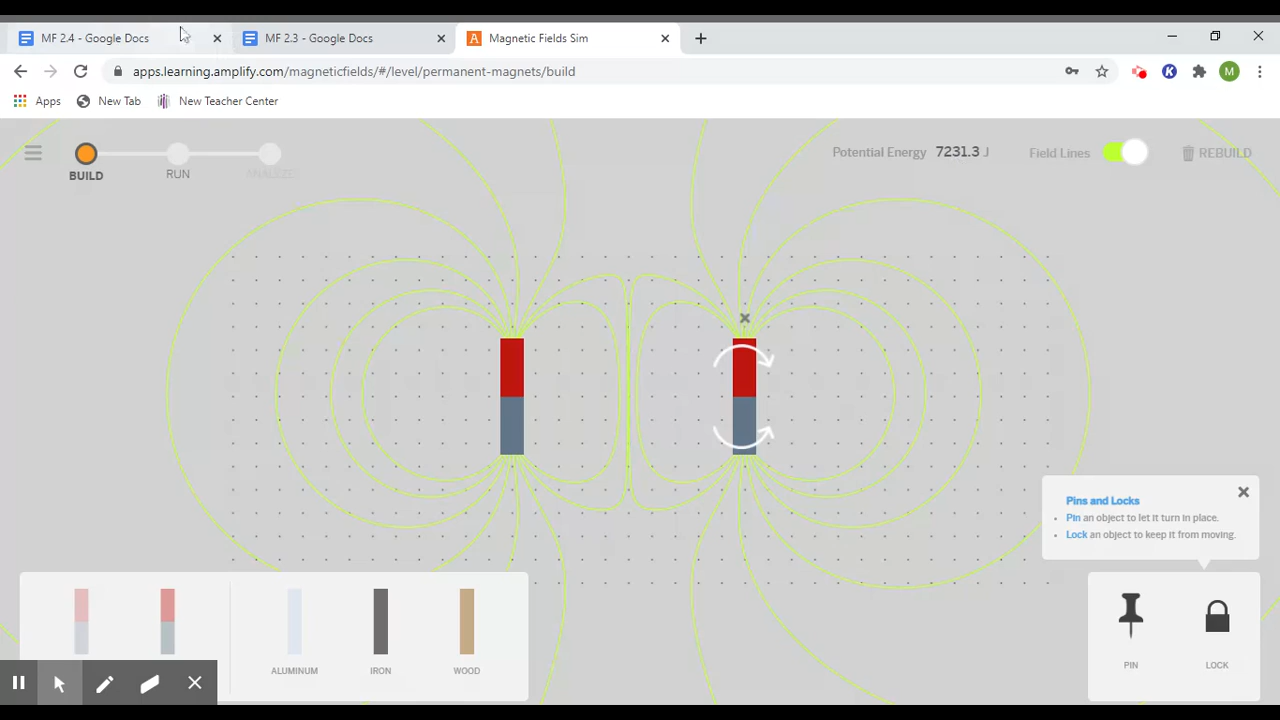 MF 2.4 - Google Docs
MF 2.3 - Google Docs
Magnetic Fields Sim
apps.learning.amplify.com/magneticfields/#/level/permanent-magnets/build
Apps
New Tab
New Teacher Center
M
BUILD
RUN
ANALYZE
Potential Energy 7231.3 J
Field Lines
REBUILD
Pins and Locks
• Pin an object to let it turn in place.
• Lock an object to keep it from moving.
ALUMINUM
IRON
WOOD
PIN
LOCK